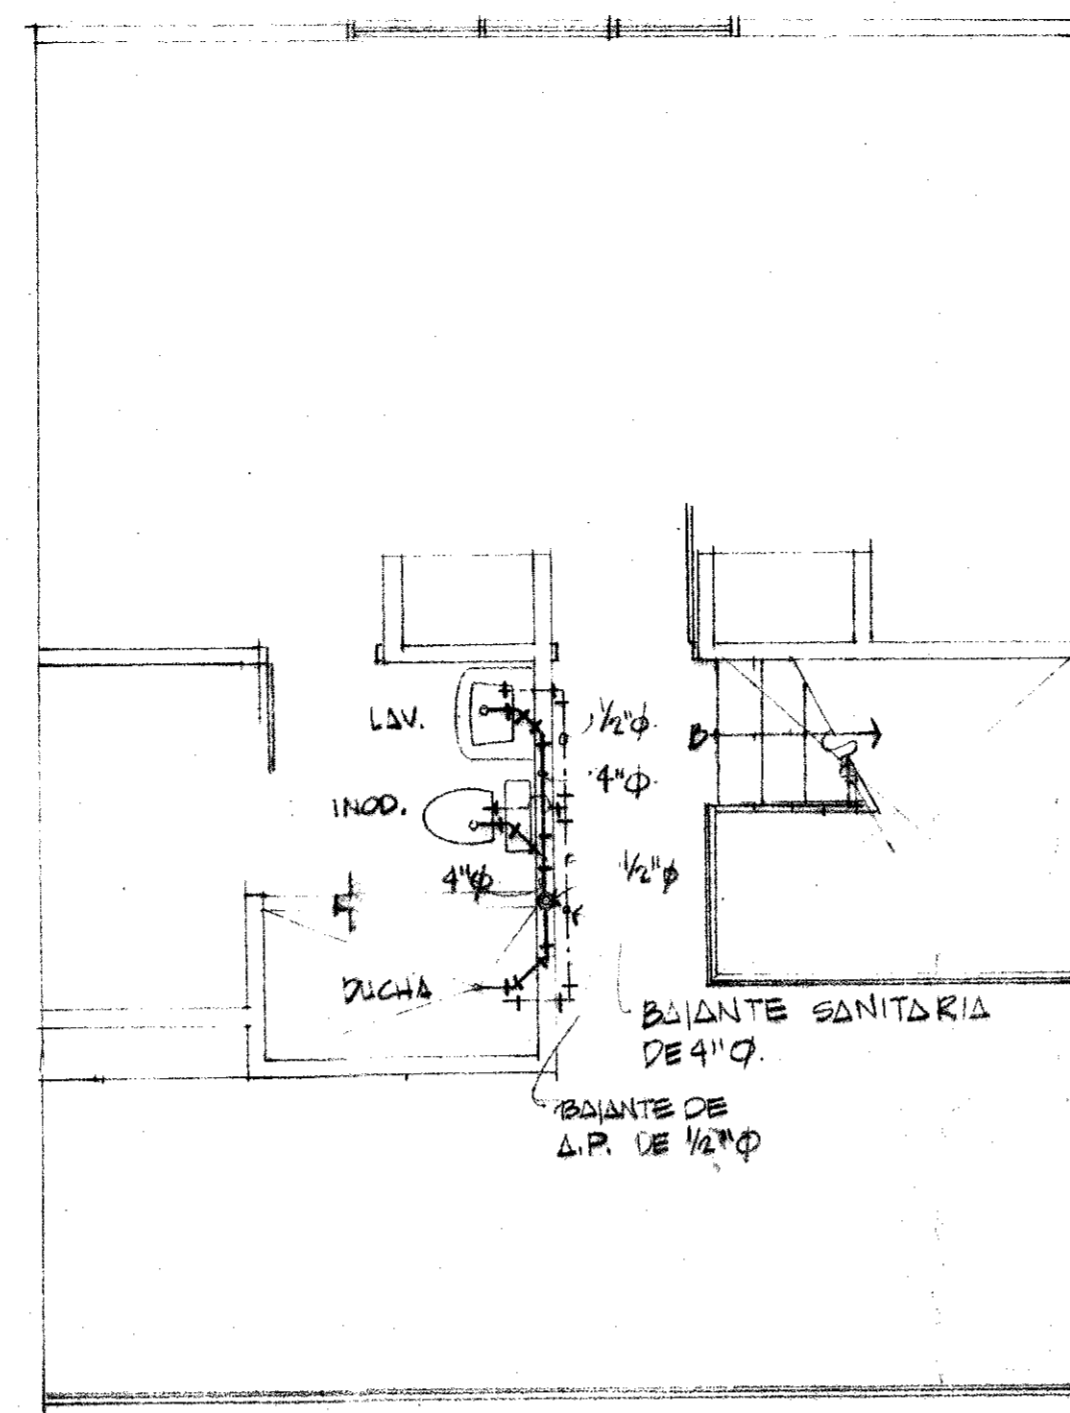 LAV.
1/2"Ø
B
4"Ø
INOD.
4"Ø
1/2"Ø
DUCHA
BAJANTE SANITARIA
DE 4"Ø.
BAJANTE DE
A.P. DE 1/2"Ø